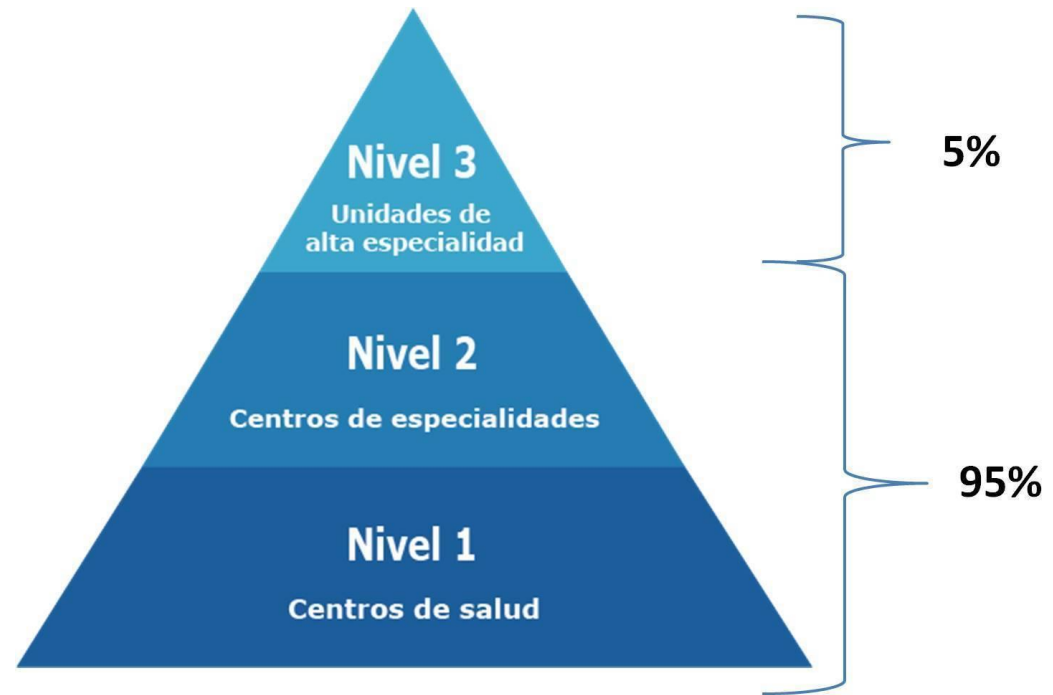 Nivel 3
Unidades de
alta especialidad
5%
Nivel 2
Centros de especialidades
95%
Nivel 1
Centros de salud